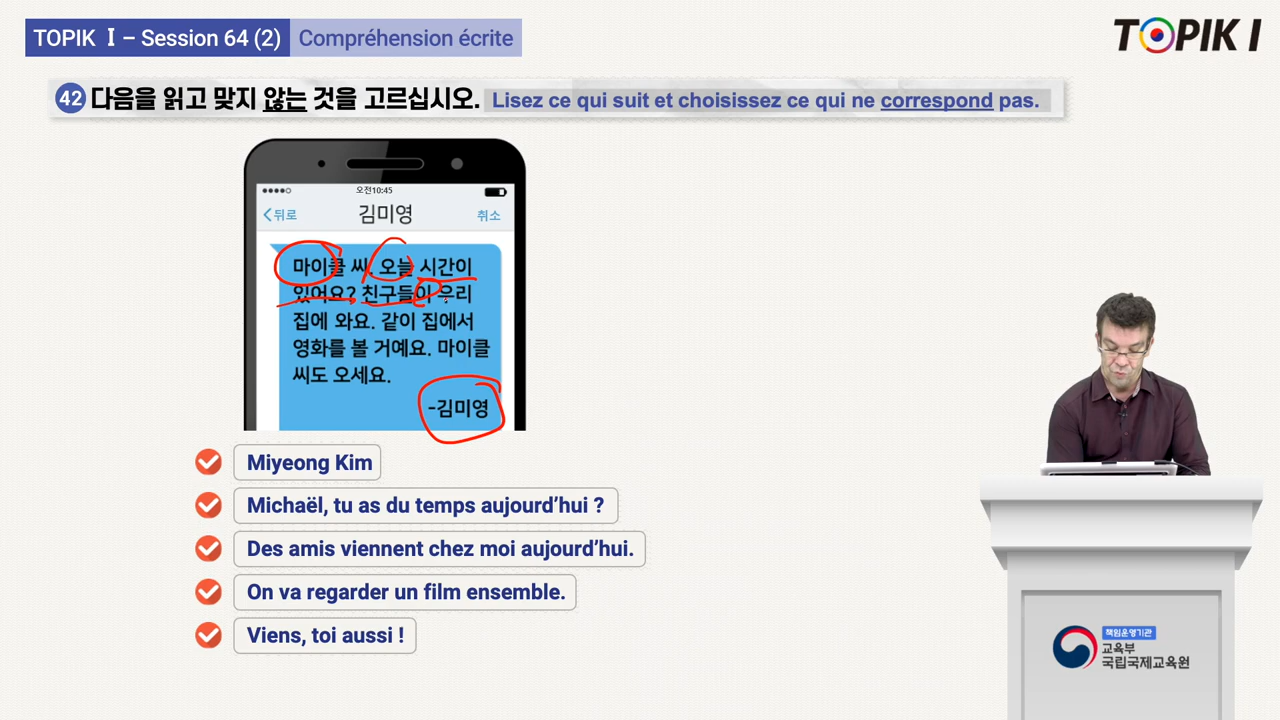 TOPIK I – Session 64 (2) Compréhension écrite
TOPIK I
42 다음을 읽고 맞지 않는 것을 고르십시오. Lisez ce qui suit et choisissez ce qui ne correspond pas.
오전10:45
뒤로 김미영 취소
마이클 씨, 오늘 시간이
있어요? 친구들이 우리
집에 와요. 같이 집에서
영화를 볼 거예요. 마이클
씨도 오세요.
-김미영
Miyeong Kim
Michaël, tu as du temps aujourd’hui ?
Des amis viennent chez moi aujourd’hui.
On va regarder un film ensemble.
Viens, toi aussi !
책임운영기관
교육부
국립국제교육원